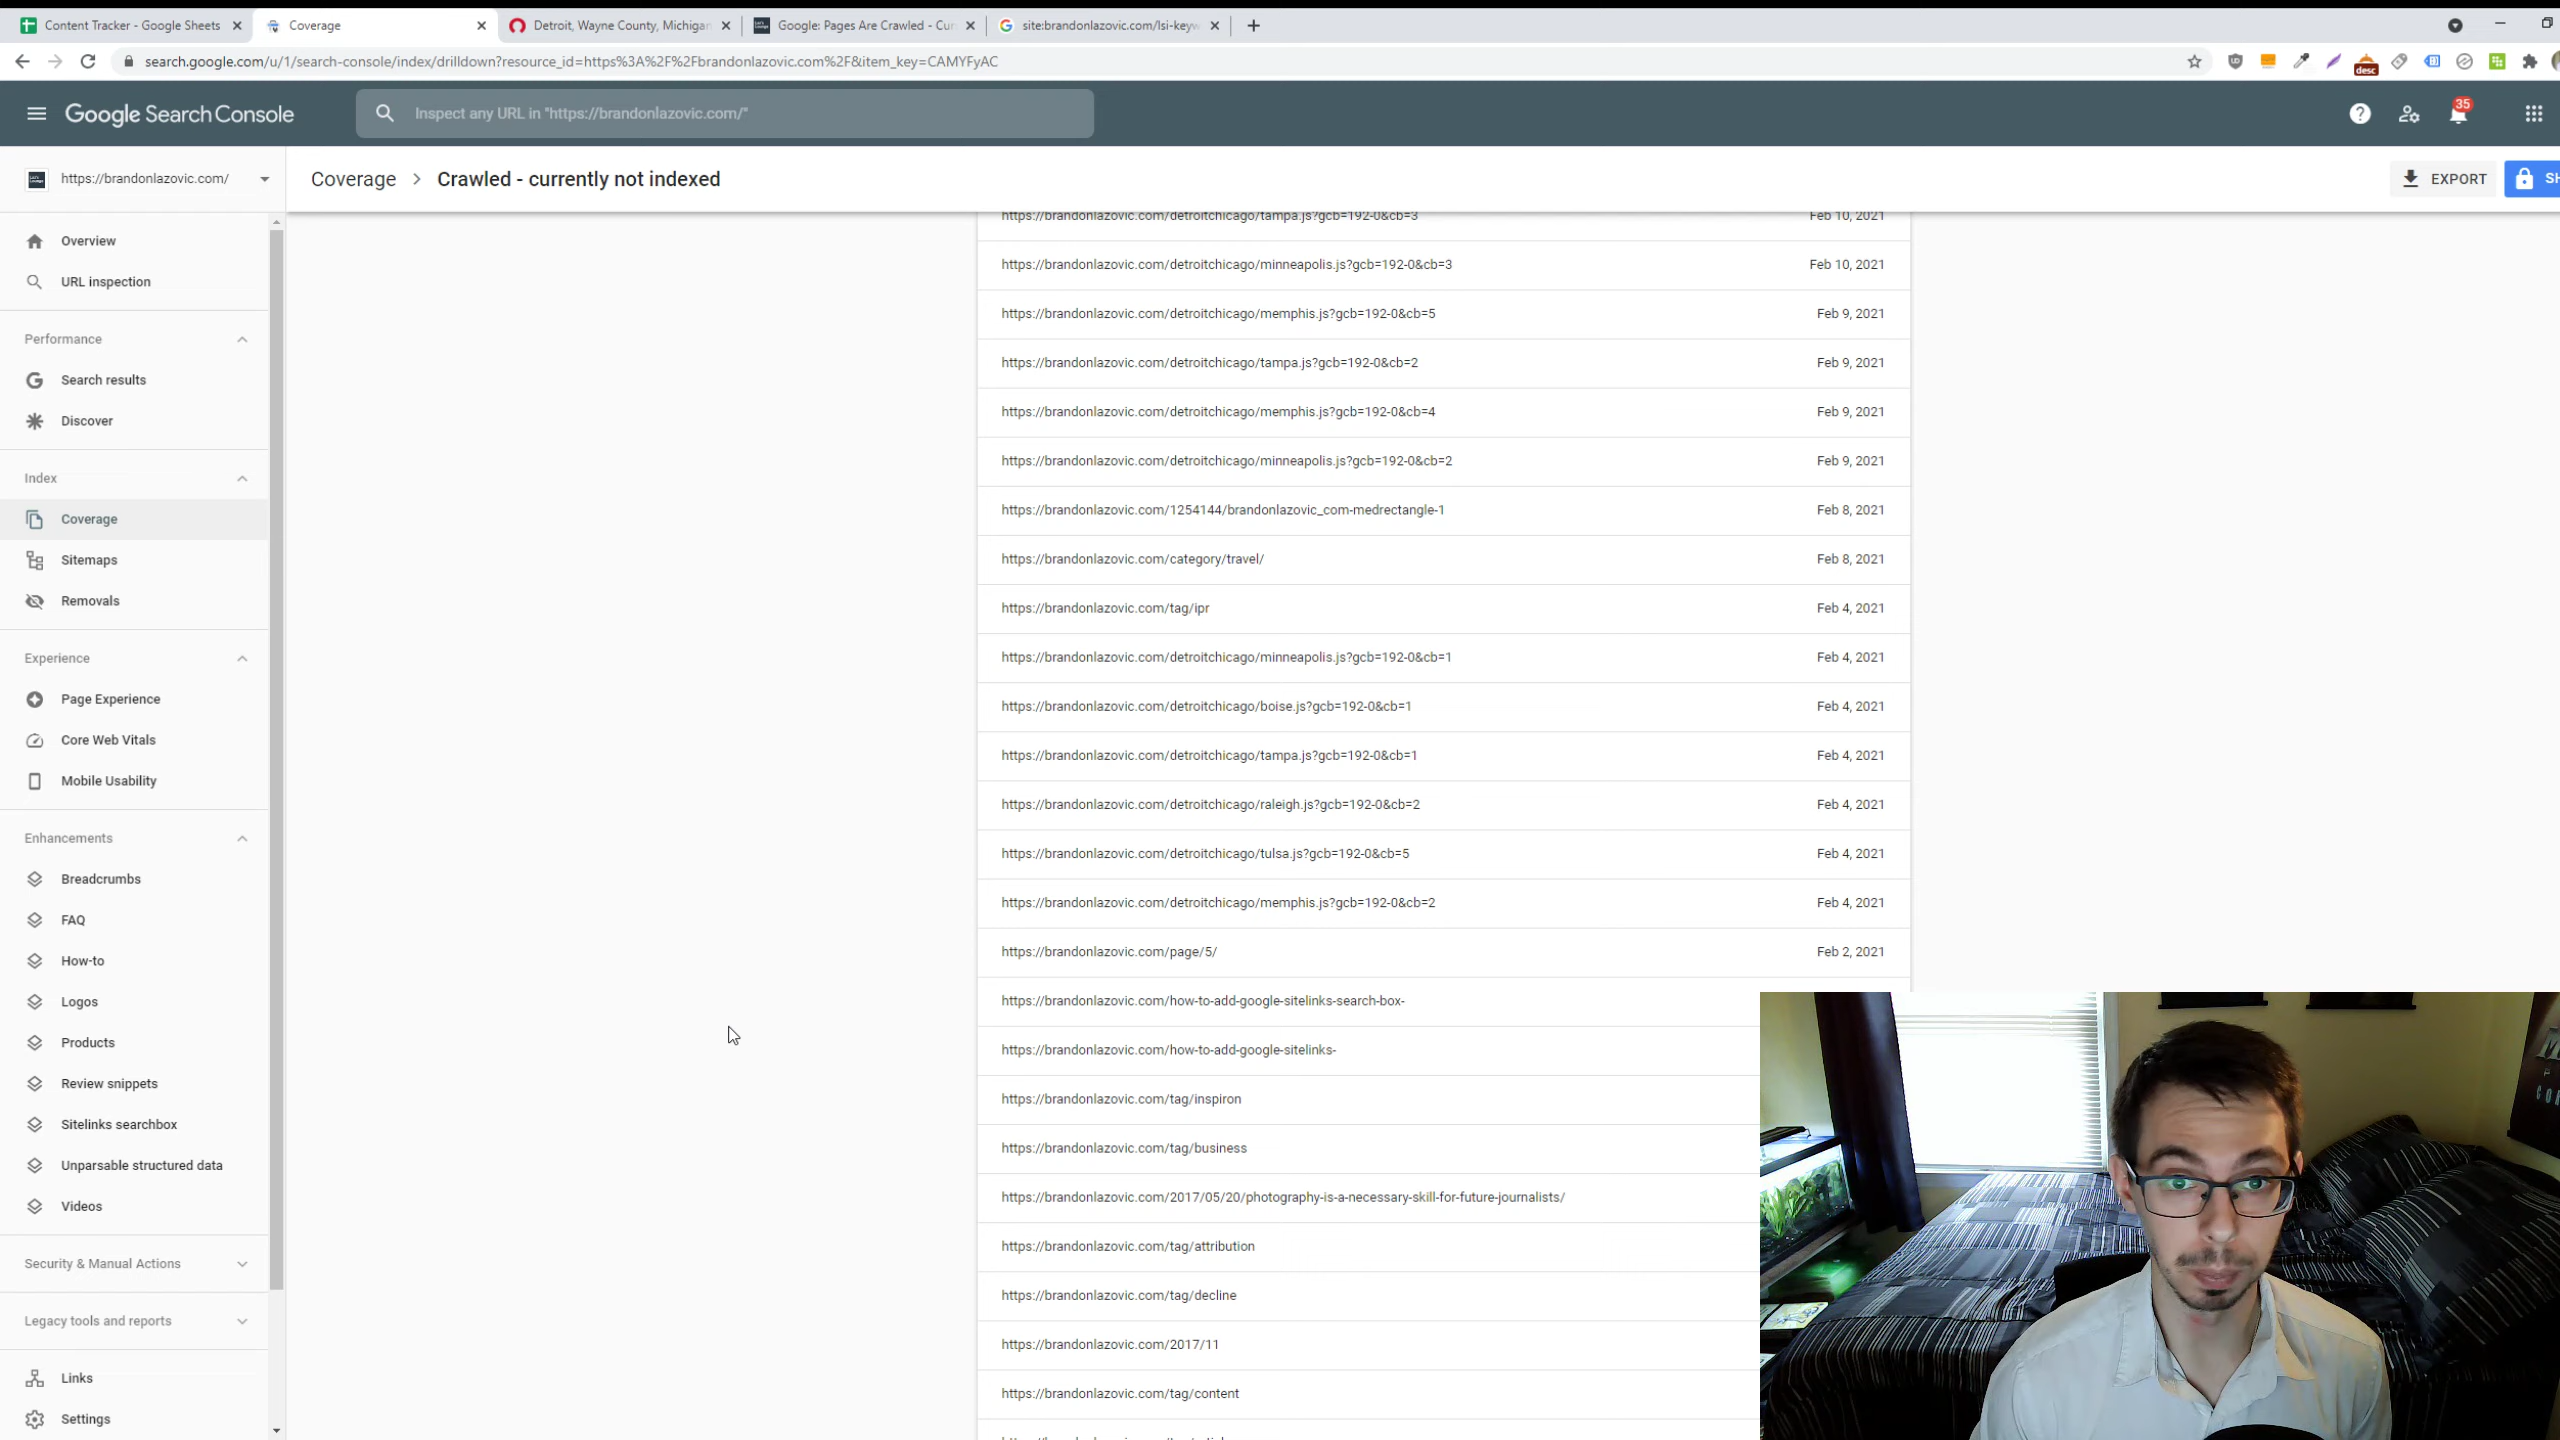 Content Tracker - Google Sheets
Coverage
Detroit, Wayne County, Michigan
Google: Pages Are Crawled - Cur
site:brandonlazovic.com/lsi-keyw
search.google.com/u/1/search-console/index/drilldown?resource_id=https%3A%2F%2Fbrandonlazovic.com%2F&item_key=CAMYFyAC
desc
Google Search Console
Inspect any URL in "https://brandonlazovic.com/"
35
https://brandonlazovic.com/
Coverage > Crawled - currently not indexed
EXPORT
SH
Overview
URL inspection
Performance
Search results
Discover
Index
Coverage
Sitemaps
Removals
Experience
Page Experience
Core Web Vitals
Mobile Usability
Enhancements
Breadcrumbs
FAQ
How-to
Logos
Products
Review snippets
Sitelinks searchbox
Unparsable structured data
Videos
Security & Manual Actions
Legacy tools and reports
Links
Settings
https://brandonlazovic.com/detroitchicago/tampa.js?gcb=192-0&cb=3 Feb 10, 2021
https://brandonlazovic.com/detroitchicago/minneapolis.js?gcb=192-0&cb=3 Feb 10, 2021
https://brandonlazovic.com/detroitchicago/memphis.js?gcb=192-0&cb=5 Feb 9, 2021
https://brandonlazovic.com/detroitchicago/tampa.js?gcb=192-0&cb=2 Feb 9, 2021
https://brandonlazovic.com/detroitchicago/memphis.js?gcb=192-0&cb=4 Feb 9, 2021
https://brandonlazovic.com/detroitchicago/minneapolis.js?gcb=192-0&cb=2 Feb 9, 2021
https://brandonlazovic.com/1254144/brandonlazovic_com-medrectangle-1 Feb 8, 2021
https://brandonlazovic.com/category/travel/ Feb 8, 2021
https://brandonlazovic.com/tag/ipr Feb 4, 2021
https://brandonlazovic.com/detroitchicago/minneapolis.js?gcb=192-0&cb=1 Feb 4, 2021
https://brandonlazovic.com/detroitchicago/boise.js?gcb=192-0&cb=1 Feb 4, 2021
https://brandonlazovic.com/detroitchicago/tampa.js?gcb=192-0&cb=1 Feb 4, 2021
https://brandonlazovic.com/detroitchicago/raleigh.js?gcb=192-0&cb=2 Feb 4, 2021
https://brandonlazovic.com/detroitchicago/tulsa.js?gcb=192-0&cb=5 Feb 4, 2021
https://brandonlazovic.com/detroitchicago/memphis.js?gcb=192-0&cb=2 Feb 4, 2021
https://brandonlazovic.com/page/5/ Feb 2, 2021
https://brandonlazovic.com/how-to-add-google-sitelinks-search-box-
https://brandonlazovic.com/how-to-add-google-sitelinks-
https://brandonlazovic.com/tag/inspiron
https://brandonlazovic.com/tag/business
https://brandonlazovic.com/2017/05/20/photography-is-a-necessary-skill-for-future-journalists/
https://brandonlazovic.com/tag/attribution
https://brandonlazovic.com/tag/decline
https://brandonlazovic.com/2017/11
https://brandonlazovic.com/tag/content